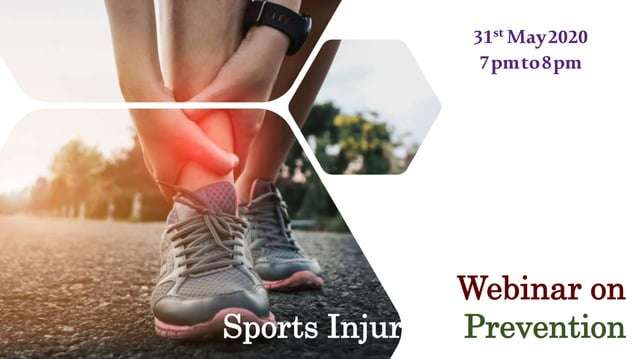 31st May 2020
7pm to 8pm
Webinar on
Sports Injur Prevention